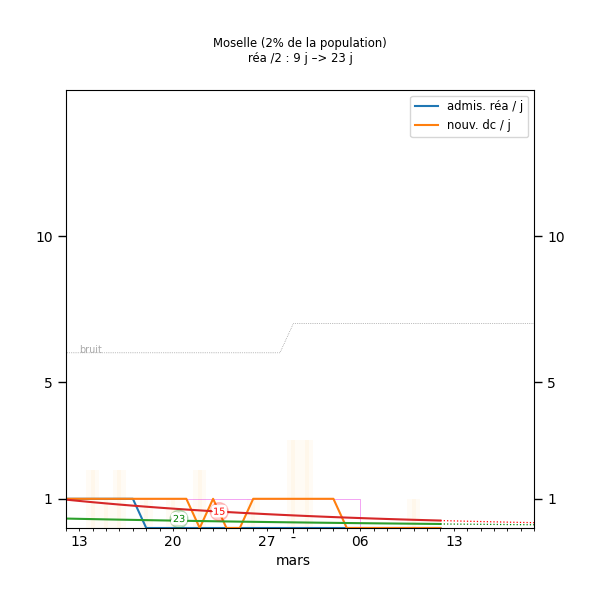 Moselle (2% de la population)
réa /2 : 9 j –> 23 j
admis. réa / j
nouv. dc / j
10 10
bruit
5 5
1 1
15
23
13 20 27 - 06 13
mars